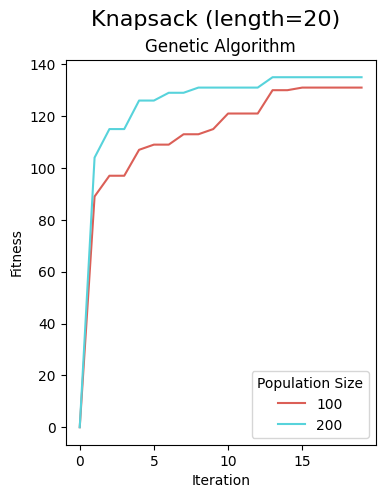 Knapsack (length=20)
Genetic Algorithm
140
120
100
80
60
40
20
0
Fitness
0 5 10 15
Iteration
Population Size
100
200